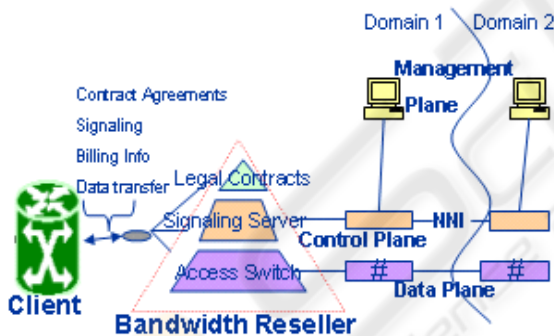 Domain 1
Domain 2
Management
Plane
Contract Agreements
Signaling
Billing Info
Data transfer
Legal Contracts
Signaling Server
NNI
Control Plane
Access Switch
#
#
Data Plane
Client
Bandwidth Reseller